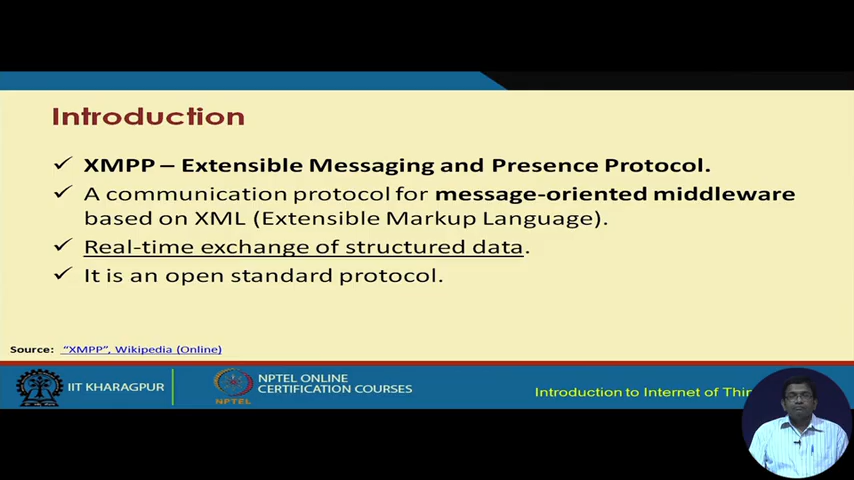 Introduction
✓ XMPP – Extensible Messaging and Presence Protocol.
✓ A communication protocol for message-oriented middleware
based on XML (Extensible Markup Language).
✓ Real-time exchange of structured data.
✓ It is an open standard protocol.
Source: "XMPP", Wikipedia (Online)
IIT KHARAGPUR
NPTEL
NPTEL ONLINE
CERTIFICATION COURSES
Introduction to Internet of